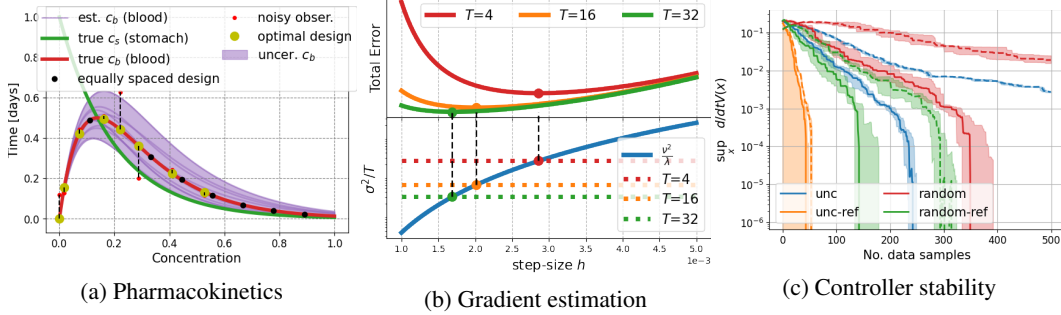 est. c_b (blood)
true c_s (stomach)
true c_b (blood)
equally spaced design
noisy obser.
optimal design
uncer. c_b
Time [days]
1.0
0.8
0.6
0.4
0.2
0.0
0.0 0.2 0.4 0.6 0.8 1.0
Concentration
(a) Pharmacokinetics
T=4 T=16 T=32
Total Error
σ²/T
ν²/λ
T=4
T=16
T=32
1.0 1.5 2.0 2.5 3.0 3.5 4.0 4.5 5.0
1e−3
step-size h
(b) Gradient estimation
sup_x d/dtV(x)
10⁻¹
10⁻²
10⁻³
10⁻⁴
10⁻⁵
10⁻⁶
unc random
unc-ref random-ref
0 100 200 300 400 500
No. data samples
(c) Controller stability